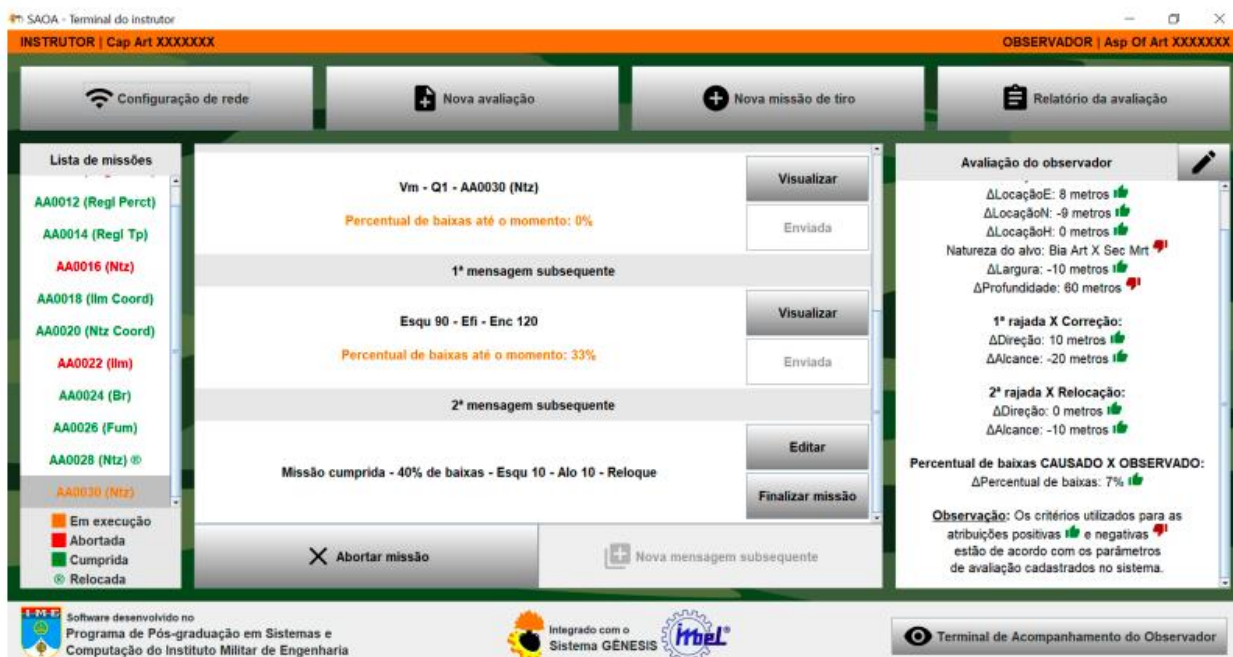 SAOA - Terminal do instrutor
INSTRUTOR | Cap Art XXXXXXX
OBSERVADOR | Asp Of Art XXXXXXX
Configuração de rede
Nova avaliação
Nova missão de tiro
Relatório da avaliação
Lista de missões
AA0012 (Regl Perct)
AA0014 (Regl Tp)
AA0016 (Ntz)
AA0018 (Ilm Coord)
AA0020 (Ntz Coord)
AA0022 (Ilm)
AA0024 (Br)
AA0026 (Fum)
AA0028 (Ntz) ®
AA0030 (Ntz)
Em execução
Abortada
Cumprida
® Relocada
Vm - Q1 - AA0030 (Ntz)
Percentual de baixas até o momento: 0%
Visualizar
Enviada
1ª mensagem subsequente
Esqu 90 - Efi - Enc 120
Percentual de baixas até o momento: 33%
Visualizar
Enviada
2ª mensagem subsequente
Missão cumprida - 40% de baixas - Esqu 10 - Alo 10 - Reloque
Editar
Finalizar missão
Abortar missão
Nova mensagem subsequente
Avaliação do observador
ΔLocaçãoE: 8 metros
ΔLocaçãoN: -9 metros
ΔLocaçãoH: 0 metros
Natureza do alvo: Bia Art X Sec Mrt
ΔLargura: -10 metros
ΔProfundidade: 60 metros
1ª rajada X Correção:
ΔDireção: 10 metros
ΔAlcance: -20 metros
2ª rajada X Relocação:
ΔDireção: 0 metros
ΔAlcance: -10 metros
Percentual de baixas CAUSADO X OBSERVADO:
ΔPercentual de baixas: 7%
Observação: Os critérios utilizados para as
atribuições positivas e negativas
estão de acordo com os parâmetros
de avaliação cadastrados no sistema.
I.M.E
Software desenvolvido no
Programa de Pós-graduação em Sistemas e
Computação do Instituto Militar de Engenharia
Integrado com o
Sistema GÊNESIS
imbel
Terminal de Acompanhamento do Observador